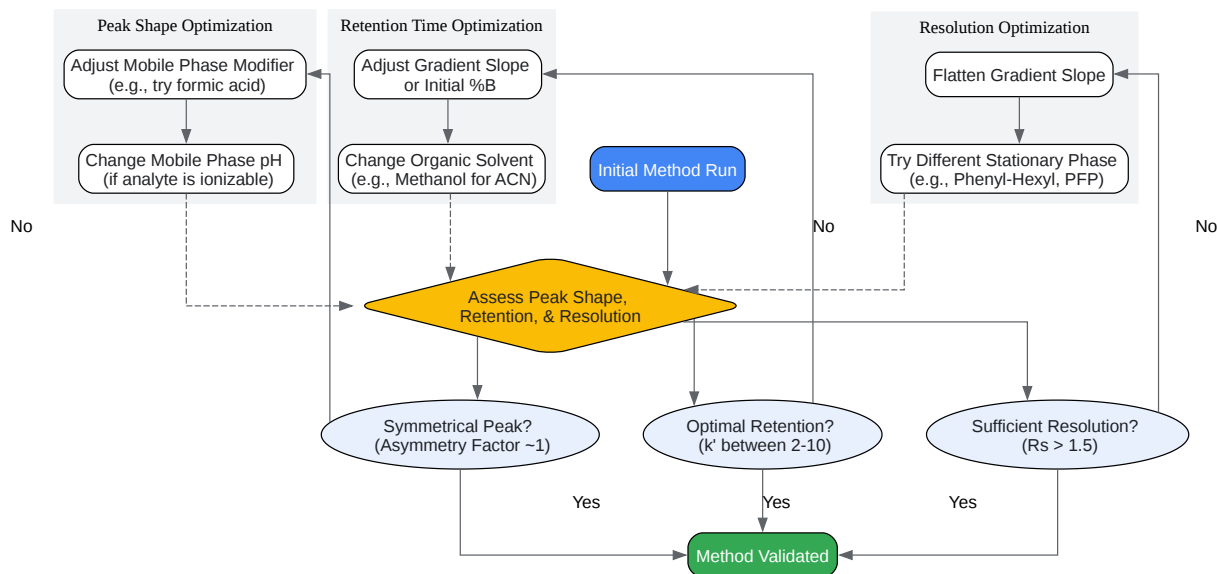 Peak Shape Optimization
Retention Time Optimization
Resolution Optimization
Adjust Mobile Phase Modifier
(e.g., try formic acid)
Adjust Gradient Slope
or Initial %B
Flatten Gradient Slope
Change Mobile Phase pH
(if analyte is ionizable)
Change Organic Solvent
(e.g., Methanol for ACN)
Initial Method Run
Try Different Stationary Phase
(e.g., Phenyl-Hexyl, PFP)
No
No
No
Assess Peak Shape,
Retention, & Resolution
Symmetrical Peak?
(Asymmetry Factor ~1)
Optimal Retention?
(k' between 2-10)
Sufficient Resolution?
(Rs > 1.5)
Yes
Yes
Yes
Method Validated